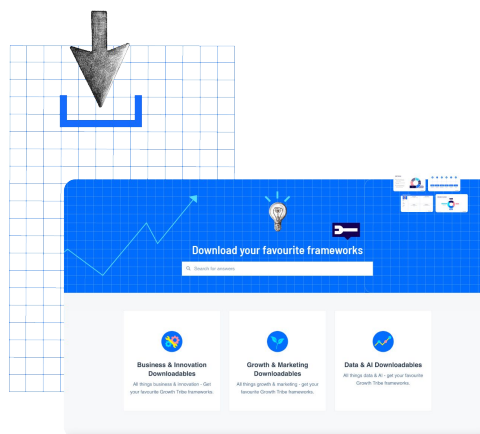 Download your favourite frameworks
Search for answers
Business & Innovation
Downloadables
All things business & innovation - Get
your favourite Growth Tribe frameworks.
Growth & Marketing
Downloadables
All things growth & marketing - get your
favourite Growth Tribe frameworks.
Data & AI Downloadables
All things data & AI - get your favourite
Growth Tribe frameworks.